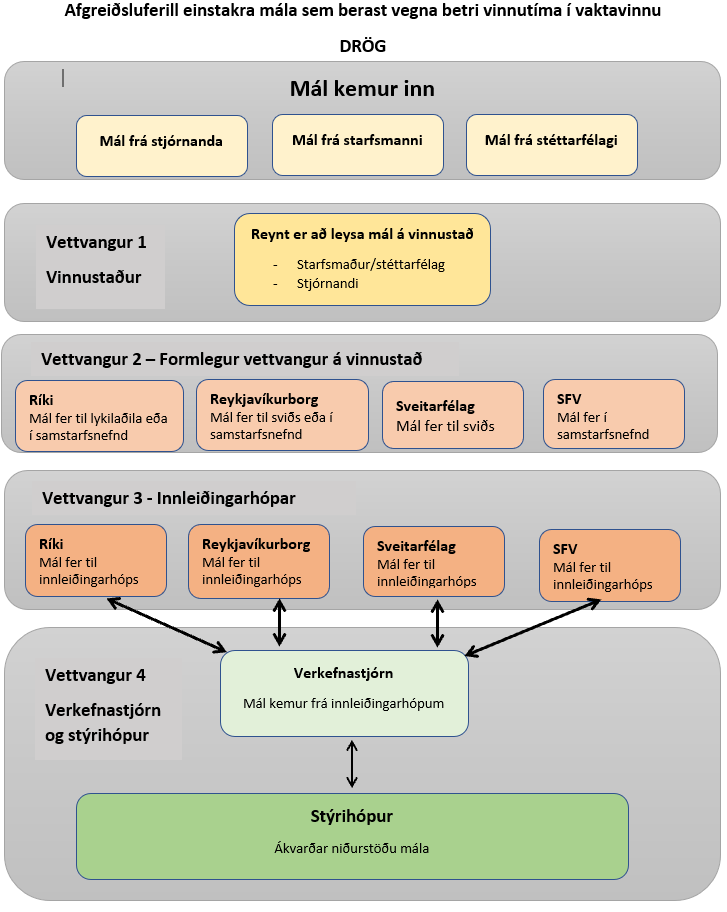 Afgreiðsluferill einstakra mála sem berast vegna betri vinnutíma í vaktavinnu
DRÖG
Mál kemur inn
Mál frá stjórnanda
Mál frá starfsmanni
Mál frá stéttarfélagi
Vettvangur 1
Vinnustaður
Reynt er að leysa mál á vinnustað
- Starfsmaður/stéttarfélag
- Stjórnandi
Vettvangur 2 – Formlegur vettvangur á vinnustað
Ríki
Mál fer til lykilaðila eða
í samstarfsnefnd
Reykjavíkurborg
Mál fer til sviðs eða í
samstarfsnefnd
Sveitarfélag
Mál fer til sviðs
SFV
Mál fer í
samstarfsnefnd
Vettvangur 3 - Innleiðingarhópar
Ríki
Mál fer til
innleiðingarhóps
Reykjavíkurborg
Mál fer til
innleiðingarhóps
Sveitarfélag
Mál fer til
innleiðingarhóps
SFV
Mál fer til
innleiðingarhóps
Vettvangur 4
Verkefnastjórn
og stýrihópur
Verkefnastjórn
Mál kemur frá innleiðingarhópum
Stýrihópur
Ákvarðar niðurstöðu mála